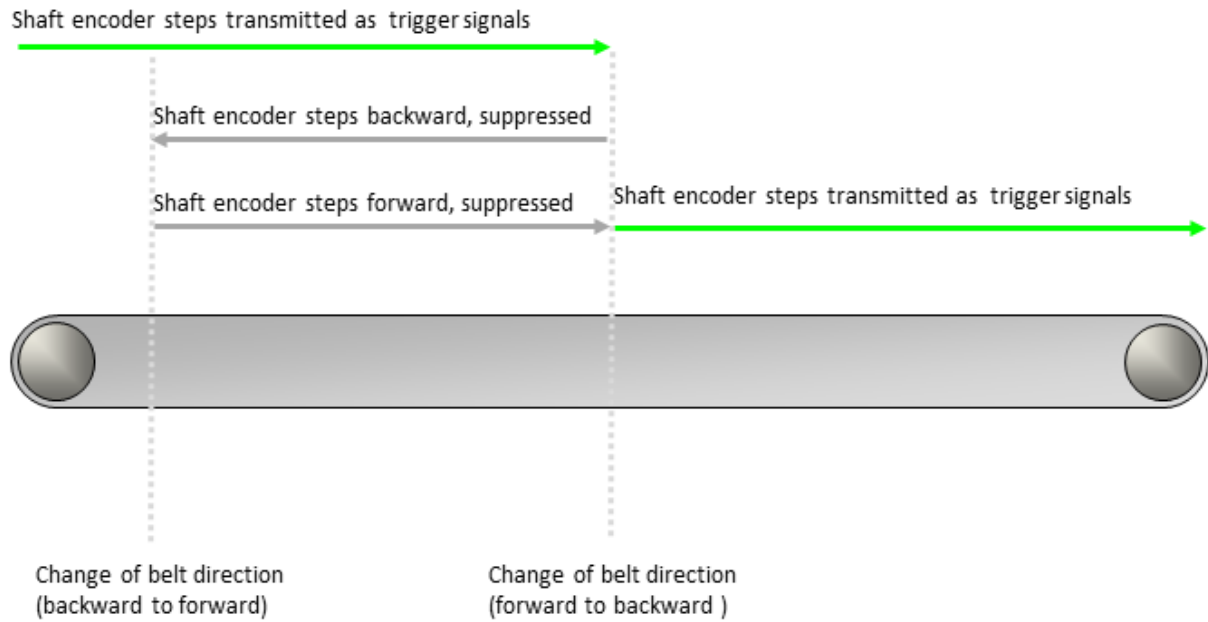 Shaft encoder steps transmitted as trigger signals
Shaft encoder steps backward, suppressed
Shaft encoder steps forward, suppressed
Shaft encoder steps transmitted as trigger signals
Change of belt direction
(backward to forward)
Change of belt direction
(forward to backward )